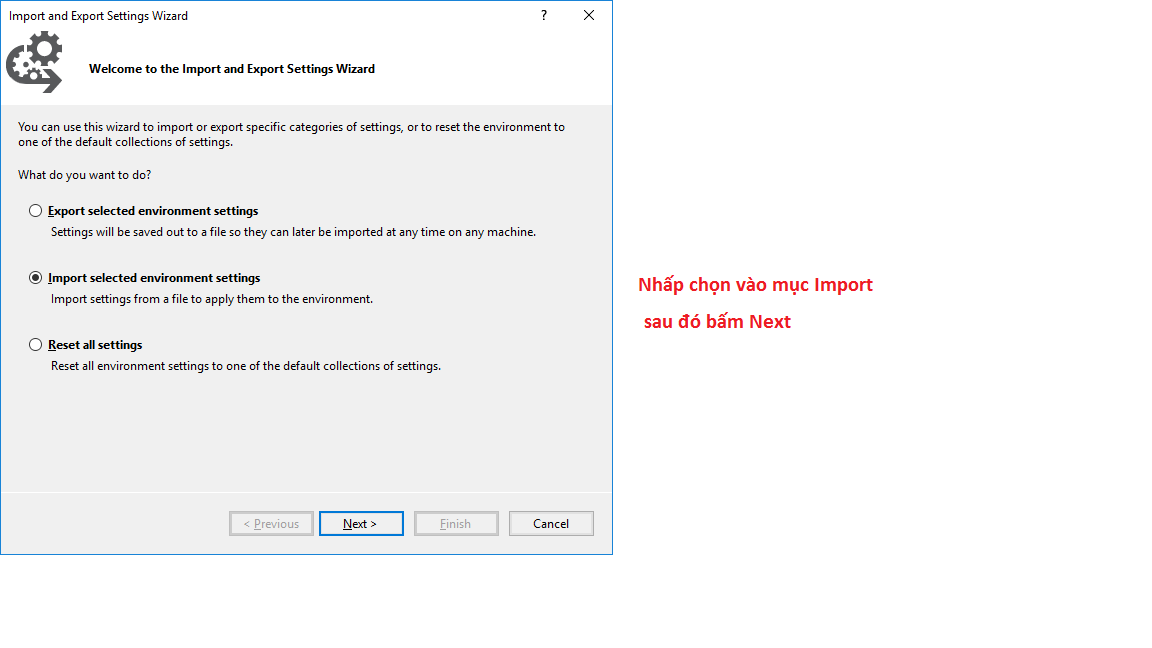 Import and Export Settings Wizard
?
Welcome to the Import and Export Settings Wizard
You can use this wizard to import or export specific categories of settings, or to reset the environment to
one of the default collections of settings.
What do you want to do?
Export selected environment settings
Settings will be saved out to a file so they can later be imported at any time on any machine.
Import selected environment settings
Import settings from a file to apply them to the environment.
Nhấp chọn vào mục Import
sau đó bấm Next
Reset all settings
Reset all environment settings to one of the default collections of settings.
< Previous
Next >
Finish
Cancel